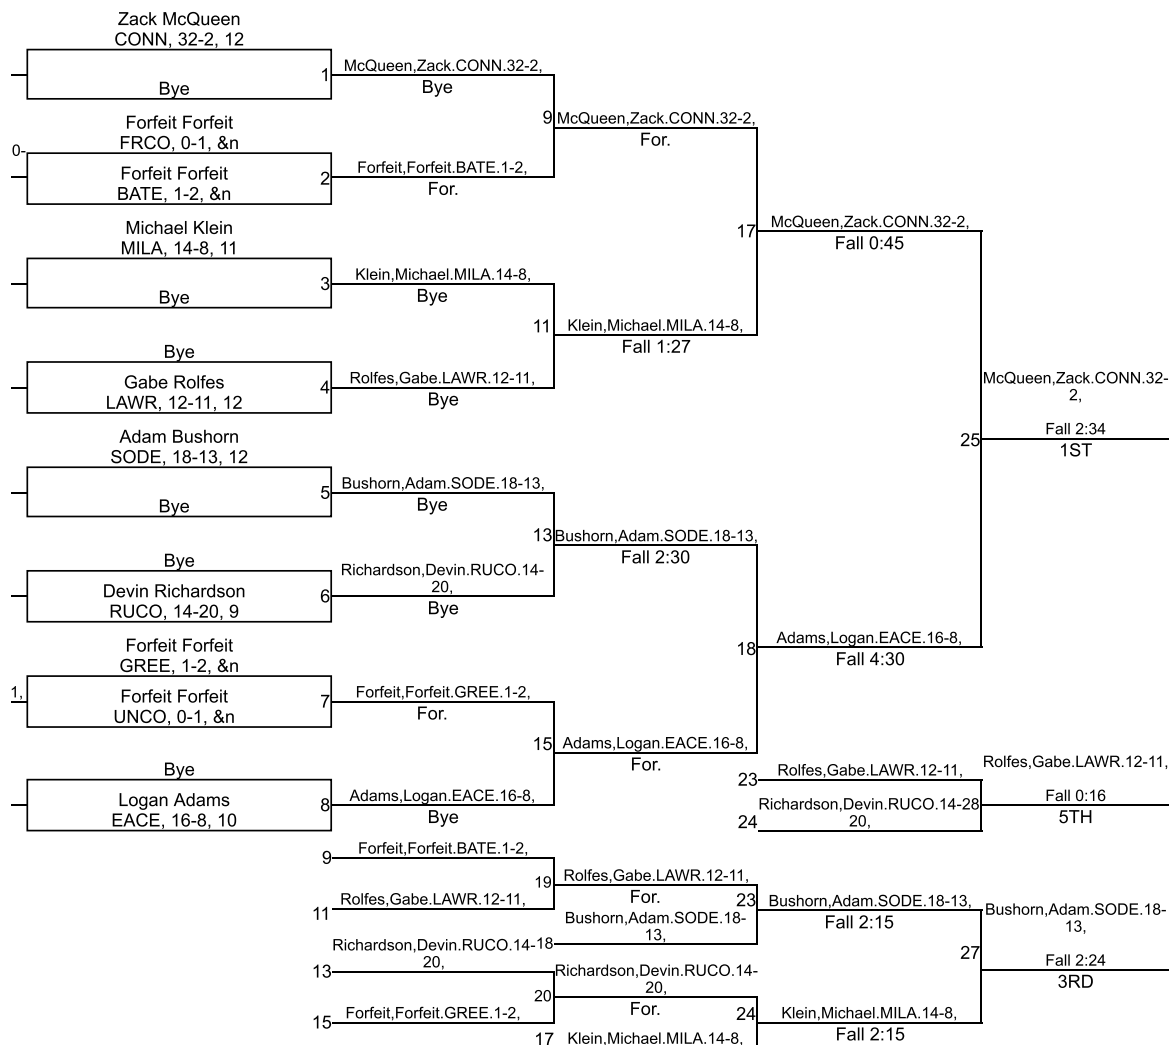 Zack McQueen
CONN, 32-2, 12
Bye
1
McQueen,Zack.CONN.32-2,
Bye
Forfeit Forfeit
FRCO, 0-1, &n
0-
Forfeit Forfeit
BATE, 1-2, &n
2
Forfeit,Forfeit.BATE.1-2,
For.
9
McQueen,Zack.CONN.32-2,
For.
Michael Klein
MILA, 14-8, 11
Bye
3
Klein,Michael.MILA.14-8,
Bye
Bye
Gabe Rolfes
LAWR, 12-11, 12
4
Rolfes,Gabe.LAWR.12-11,
Bye
11
Klein,Michael.MILA.14-8,
Fall 1:27
17
McQueen,Zack.CONN.32-2,
Fall 0:45
Adam Bushorn
SODE, 18-13, 12
Bye
5
Bushorn,Adam.SODE.18-13,
Bye
Bye
Devin Richardson
RUCO, 14-20, 9
6
Richardson,Devin.RUCO.14-
20,
Bye
13
Bushorn,Adam.SODE.18-13,
Fall 2:30
Forfeit Forfeit
GREE, 1-2, &n
1,
Forfeit Forfeit
UNCO, 0-1, &n
7
Forfeit,Forfeit.GREE.1-2,
For.
Bye
Logan Adams
EACE, 16-8, 10
8
Adams,Logan.EACE.16-8,
Bye
15
Adams,Logan.EACE.16-8,
For.
18
Adams,Logan.EACE.16-8,
Fall 4:30
25
McQueen,Zack.CONN.32-
2,
Fall 2:34
1ST
23
Rolfes,Gabe.LAWR.12-11,
24
Richardson,Devin.RUCO.14-28
20,
Rolfes,Gabe.LAWR.12-11,
Fall 0:16
5TH
9
Forfeit,Forfeit.BATE.1-2,
11
Rolfes,Gabe.LAWR.12-11,
19
Rolfes,Gabe.LAWR.12-11,
For.
18
Bushorn,Adam.SODE.18-
13,
23
Bushorn,Adam.SODE.18-13,
Fall 2:15
13
Richardson,Devin.RUCO.14-
20,
15
Forfeit,Forfeit.GREE.1-2,
20
Richardson,Devin.RUCO.14-
20,
For.
17
Klein,Michael.MILA.14-8,
24
Klein,Michael.MILA.14-8,
Fall 2:15
27
Bushorn,Adam.SODE.18-
13,
Fall 2:24
3RD